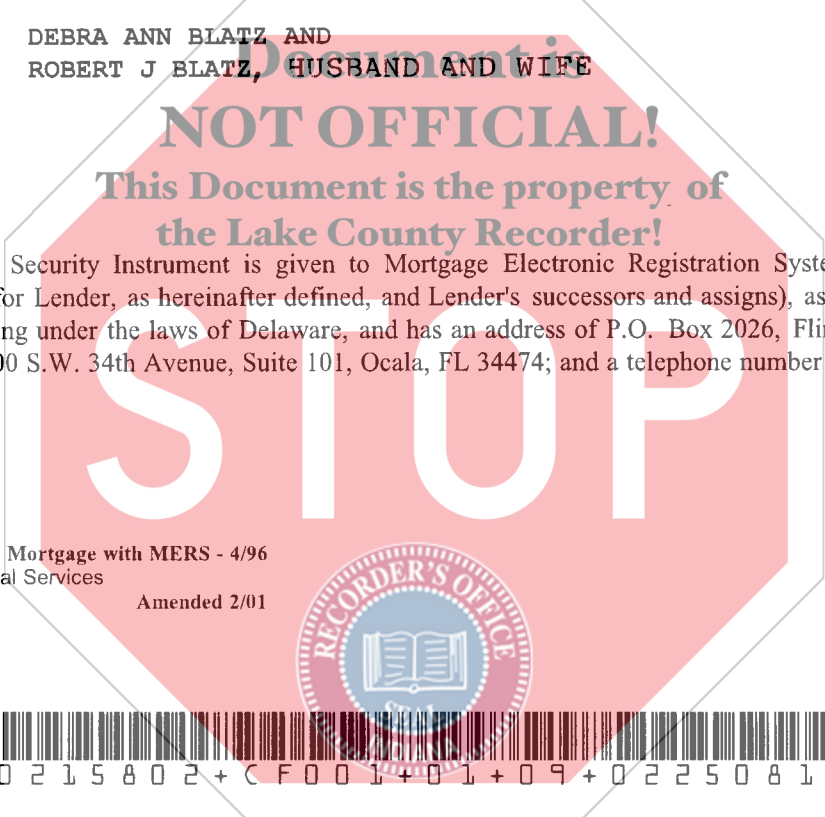 DEBRA ANN BLATZ AND
Document is
ROBERT J BLATZ, HUSBAND AND WIFE
NOT OFFICIAL!
This Document is the property of
the Lake County Recorder!
Security Instrument is given to Mortgage Electronic Registration Syste
for Lender, as hereinafter defined, and Lender's successors and assigns), as
ng under the laws of Delaware, and has an address of P.O. Box 2026, Fli
00 S.W. 34th Avenue, Suite 101, Ocala, FL 34474; and a telephone number
STOP
Mortgage with MERS - 4/96
al Services
Amended 2/01
RECORDER'S OFFICE
SEAL
INDIANA
0215802+CF001+01+09+0225081